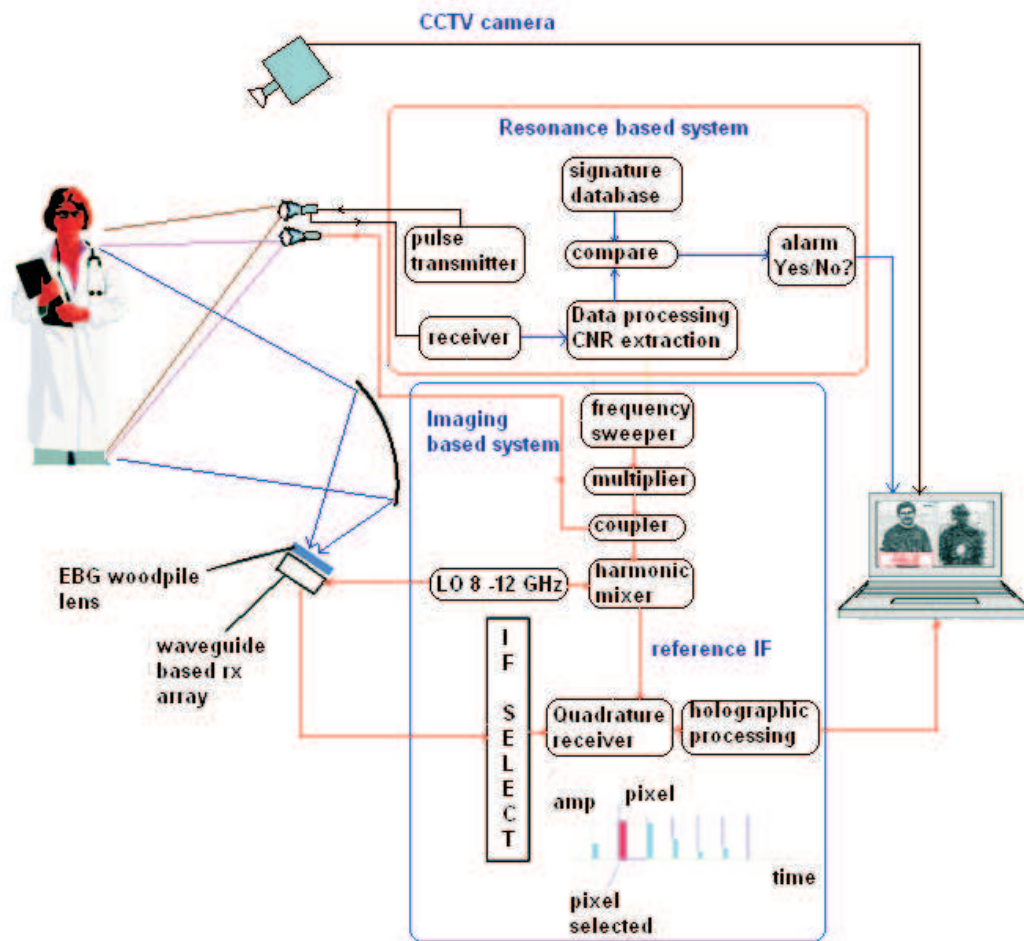 CCTV camera
Resonance based system
signature
database
pulse
transmitter
compare
alarm
Yes/No?
receiver
Data processing
CNR extraction
Imaging
based system
frequency
sweeper
multiplier
coupler
EBG woodpile
lens
LO 8 -12 GHz
harmonic
mixer
waveguide
based rx
array
reference IF
IF SELECT
Quadrature
receiver
holographic
processing
amp
pixel
time
pixel
selected